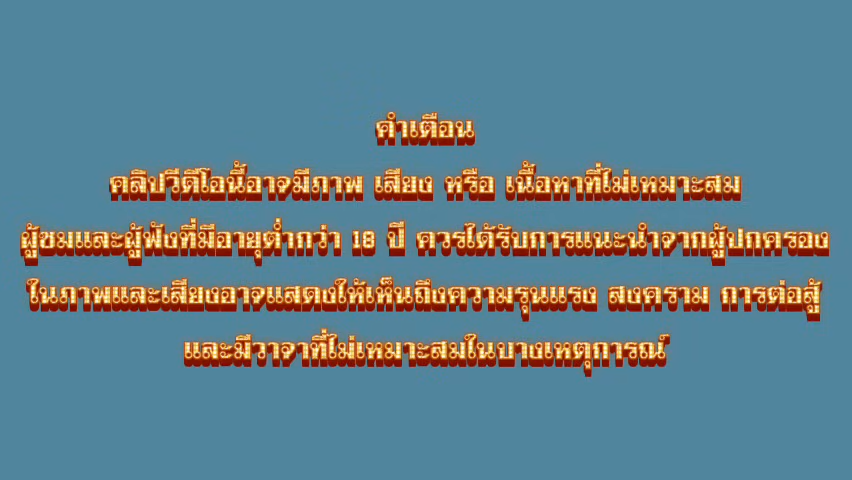 คำเตือน
คลิปวีดีโอนี้อาจมีภาพ เสียง หรือ เนื้อหาที่ไม่เหมาะสม
ผู้ชมและผู้ฟังที่มีอายุต่ำกว่า 18 ปี ควรได้รับการแนะนำจากผู้ปกครอง
ในภาพและเสียงอาจแสดงให้เห็นถึงความรุนแรง สงคราม การต่อสู้
และมีวาจาที่ไม่เหมาะสมในบางเหตุการณ์